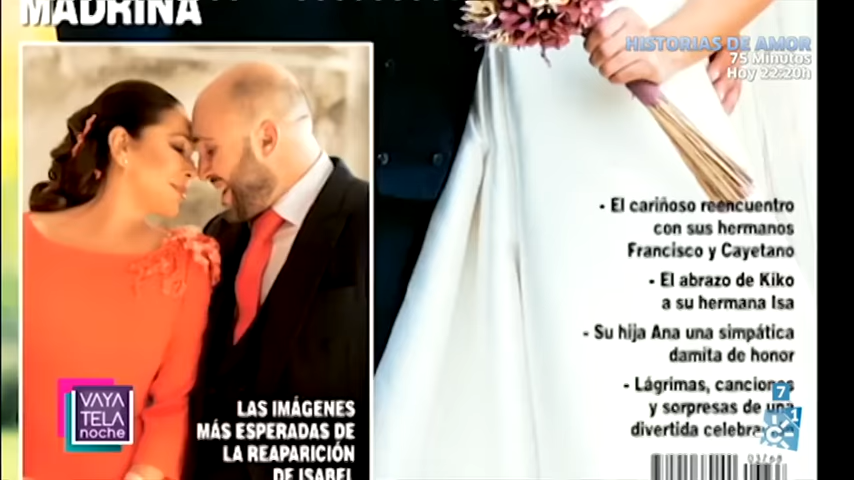 MADRINA
HISTORIAS DE AMOR
75 Minutos
Hoy 22:20h
- El cariñoso reencuentro
con sus hermanos
Francisco y Cayetano
- El abrazo de Kiko
a su hermana Isa
- Su hija Ana una simpática
damita de honor
- Lágrimas, canciones
y sorpresas de una
divertida
LAS IMÁGENES
MÁS ESPERADAS DE
LA REAPARICIÓN
DE ISABEL
VAYA
TELA
noche
7
03768